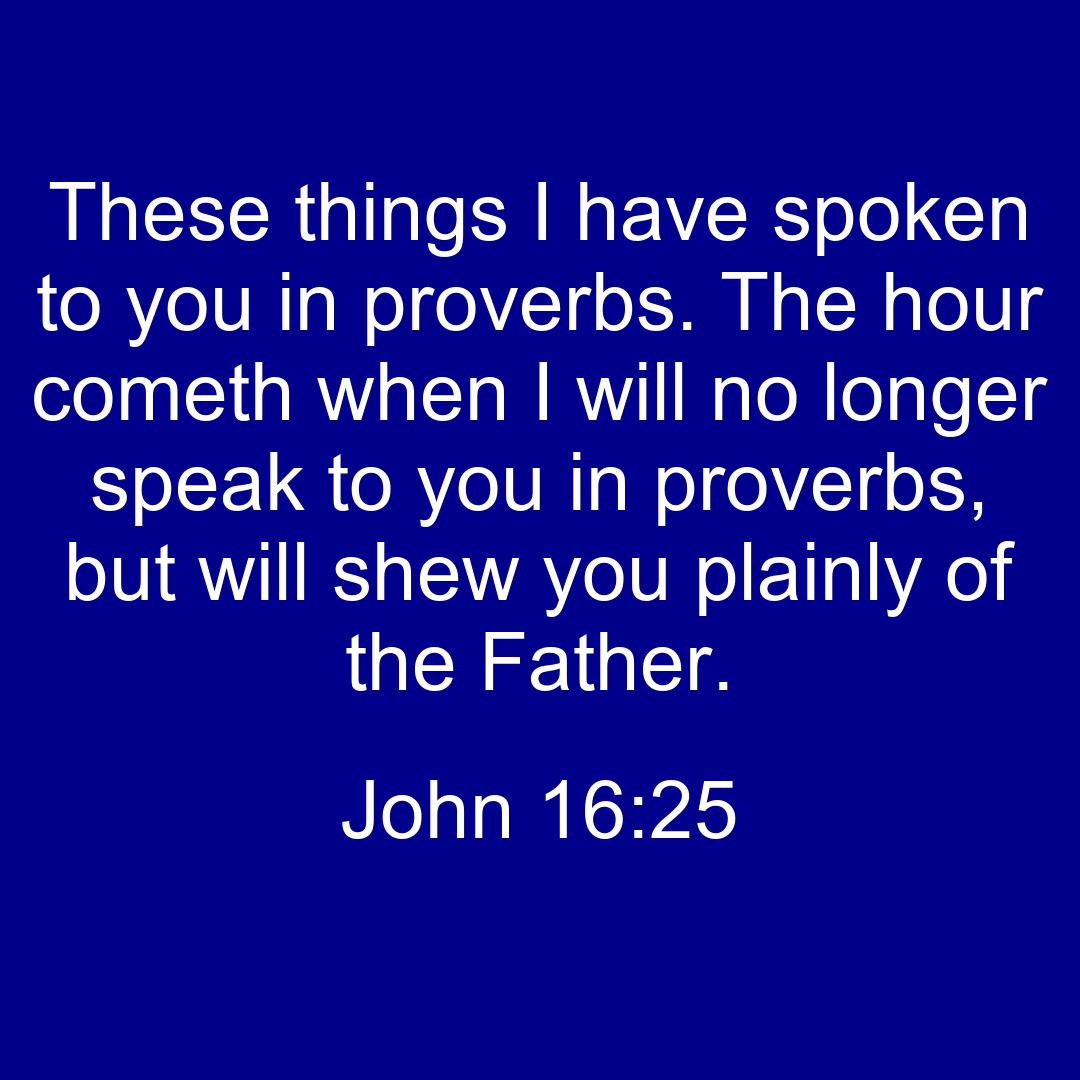 These things I have spoken
to you in proverbs. The hour
cometh when I will no longer
speak to you in proverbs,
but will shew you plainly of
the Father.
John 16:25